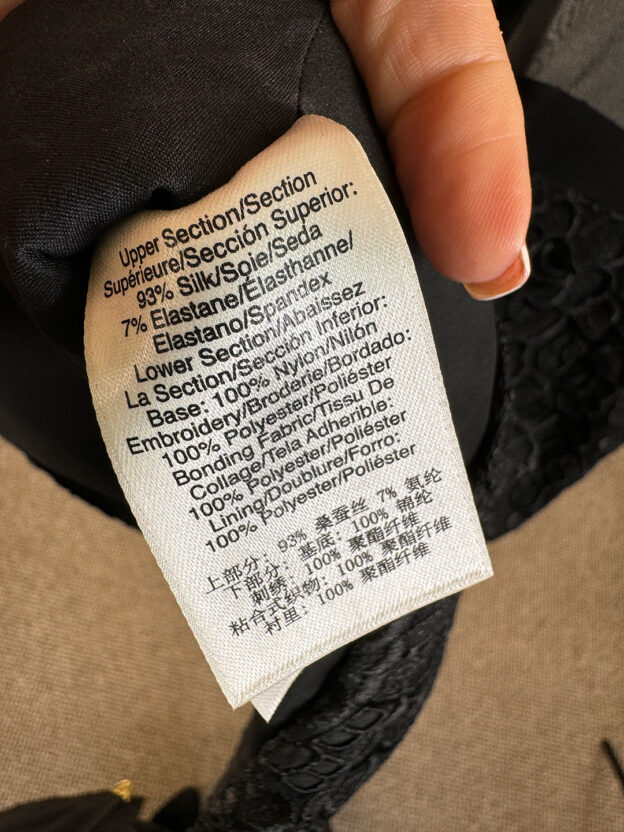 Upper Section/Section
Supérieure/Sección Superior:
93% Silk/Soie/Seda
7% Elastane/Élasthanne/
Elastano/Spandex
Lower Section/Abaissez
La Section/Sección Inferior:
Base: 100% Nylon/Nilón
Embroidery/Broderie/Bordado:
100% Polyester/Poliéster
Bonding Fabric/Tissu De
Collage/Tela Adherible:
100% Polyester/Poliéster
Lining/Doublure/Forro:
100% Polyester/Poliéster
上部分: 93% 桑蚕丝 7% 氨纶
下部分: 基底: 100% 锦纶
刺绣: 100% 聚酯纤维
粘合式织物: 100% 聚酯纤维
衬里: 100% 聚酯纤维